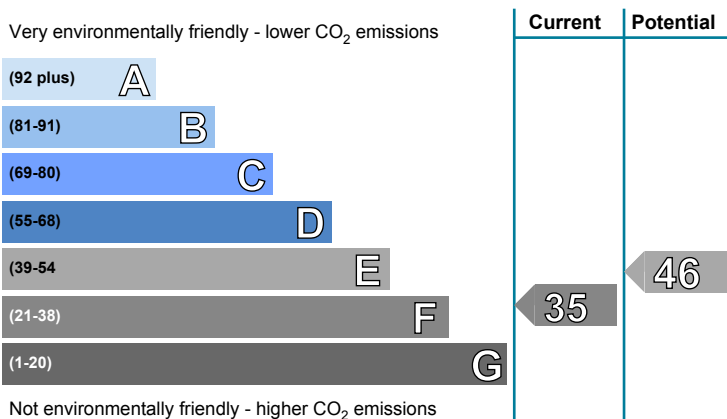 Current Potential
Very environmentally friendly - lower CO2 emissions
(92 plus) A
(81-91) B
(69-80) C
(55-68) D
(39-54 E
46
(21-38) F
35
(1-20) G
Not environmentally friendly - higher CO2 emissions